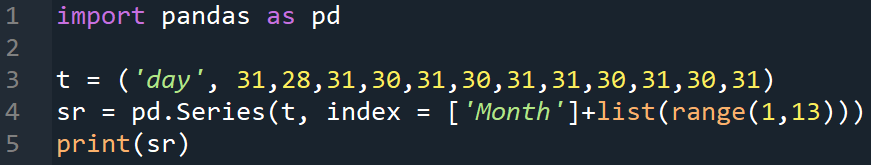 1 import pandas as pd
2
3 t = ('day', 31,28,31,30,31,30,31,31,30,31,30,31)
4 sr = pd.Series(t, index = ['Month']+list(range(1,13)))
5 print(sr)